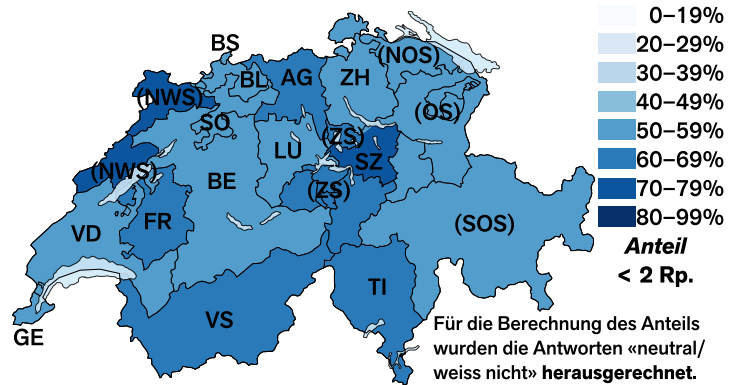 BS
(NOS)
BL
AG
ZH
(NWS)
(OS)
SO
(ZS)
LU
SZ
(NWS)
BE
(ZS)
FR
VD
(SOS)
TI
VS
GE
0–19%
20–29%
30–39%
40–49%
50–59%
60–69%
70–79%
80–99%
Anteil
< 2 Rp.
Für die Berechnung des Anteils
wurden die Antworten «neutral/
weiss nicht» herausgerechnet.